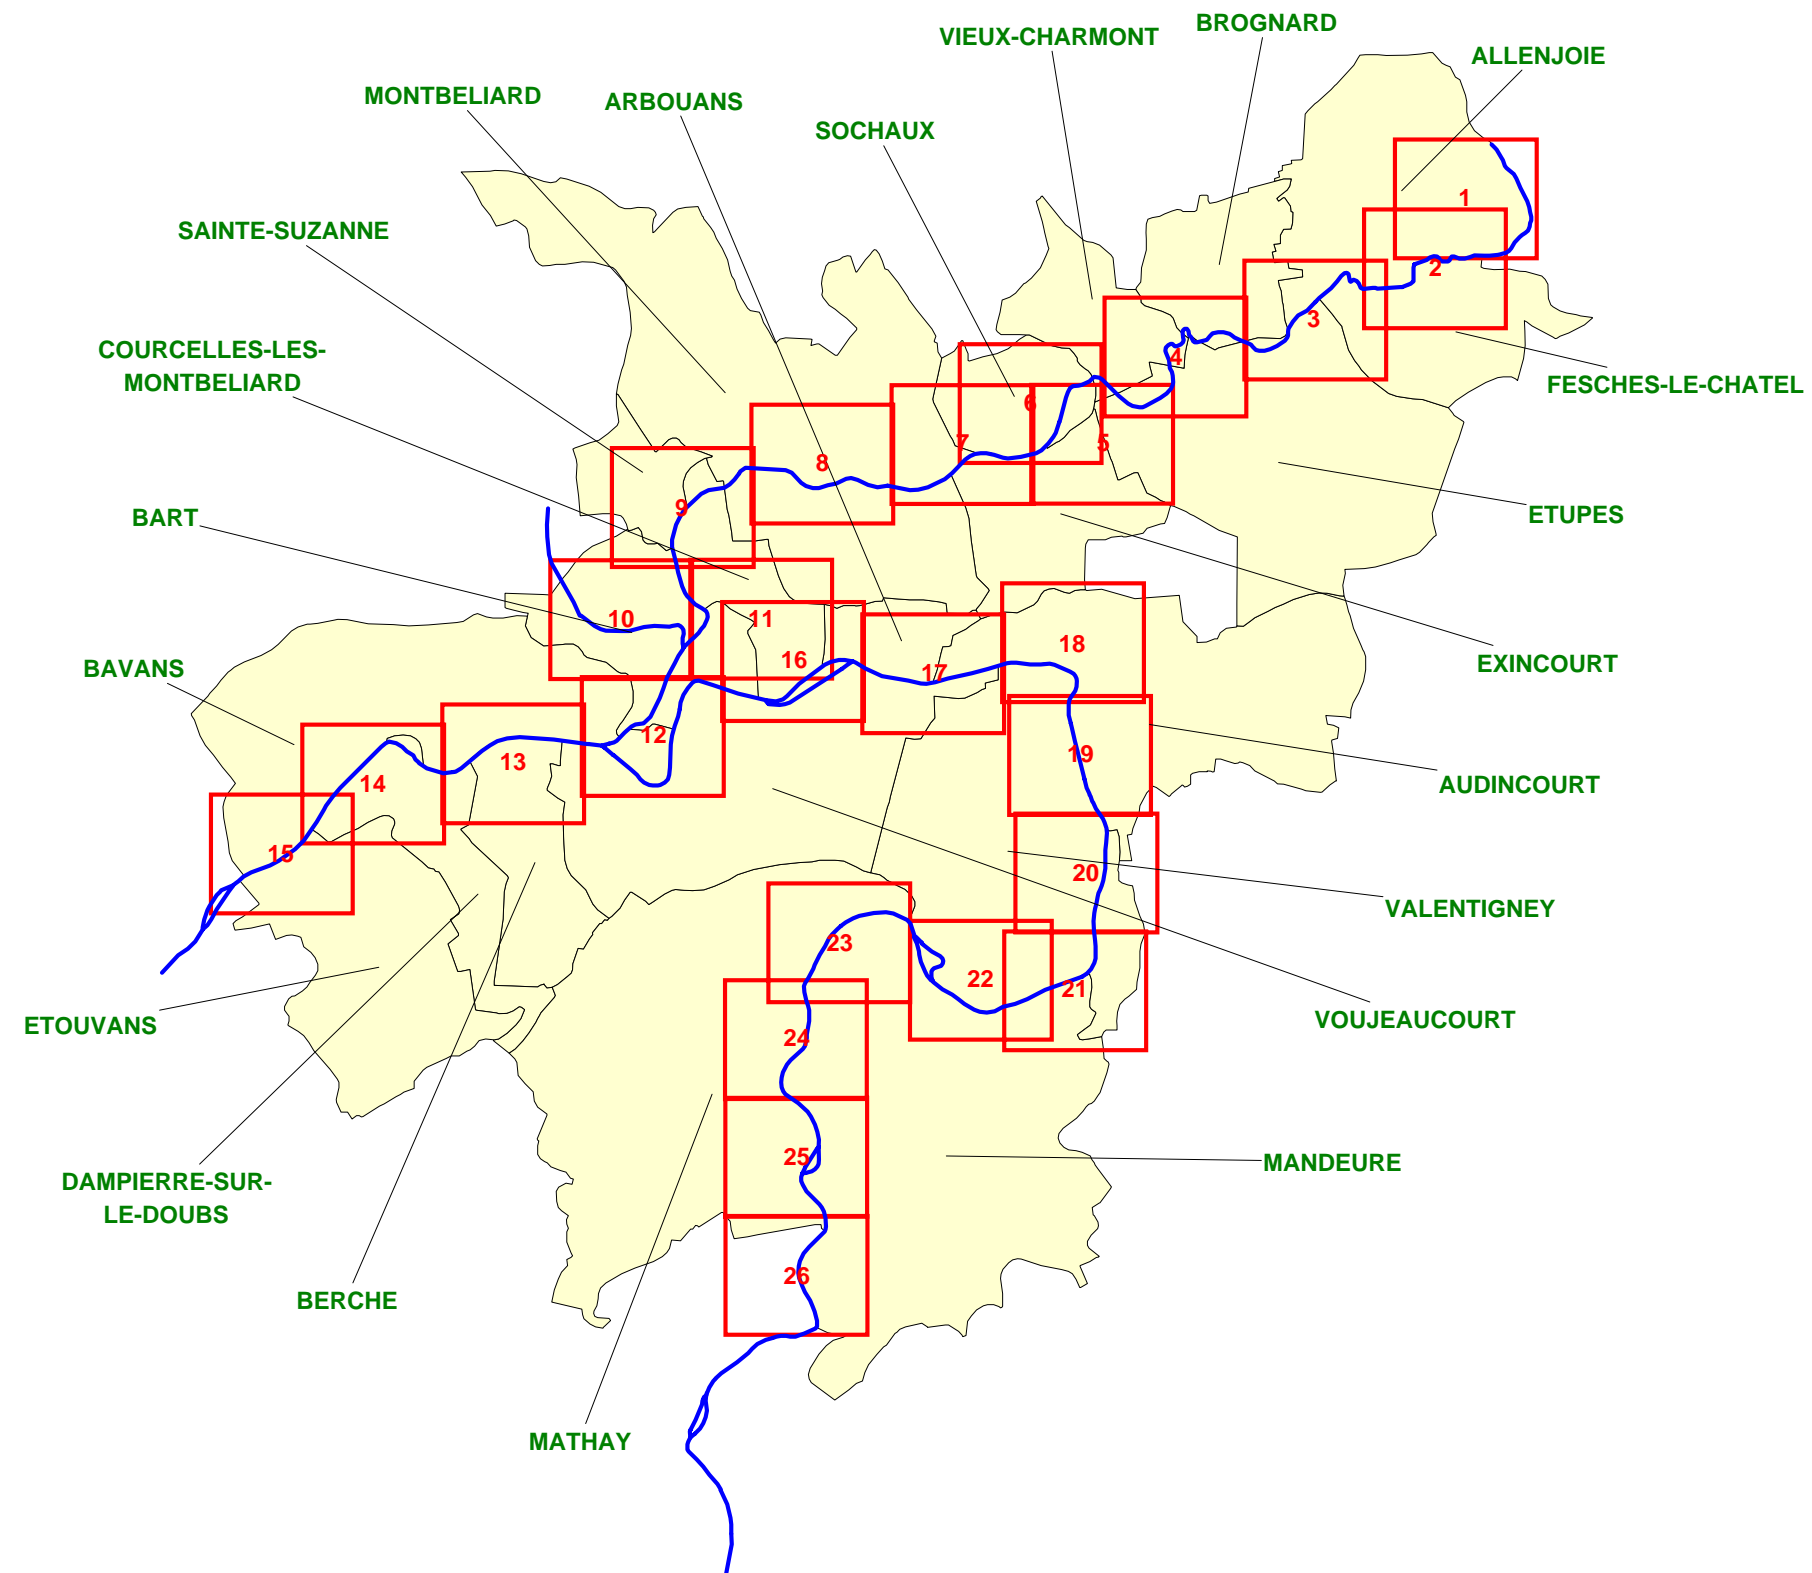 BROGNARD
VIEUX-CHARMONT
ALLENJOIE
MONTBELIARD
ARBOUANS
SOCHAUX
1
SAINTE-SUZANNE
2
3
COURCELLES-LES-
MONTBELIARD
4
FESCHES-LE-CHATEL
6
7
5
8
9
BART
ETUPES
10
11
18
16
17
EXINCOURT
BAVANS
12
13
19
14
AUDINCOURT
15
20
VALENTIGNEY
23
22
21
ETOUVANS
VOUJEAUCOURT
24
25
MANDEURE
DAMPIERRE-SUR-
LE-DOUBS
26
BERCHE
MATHAY